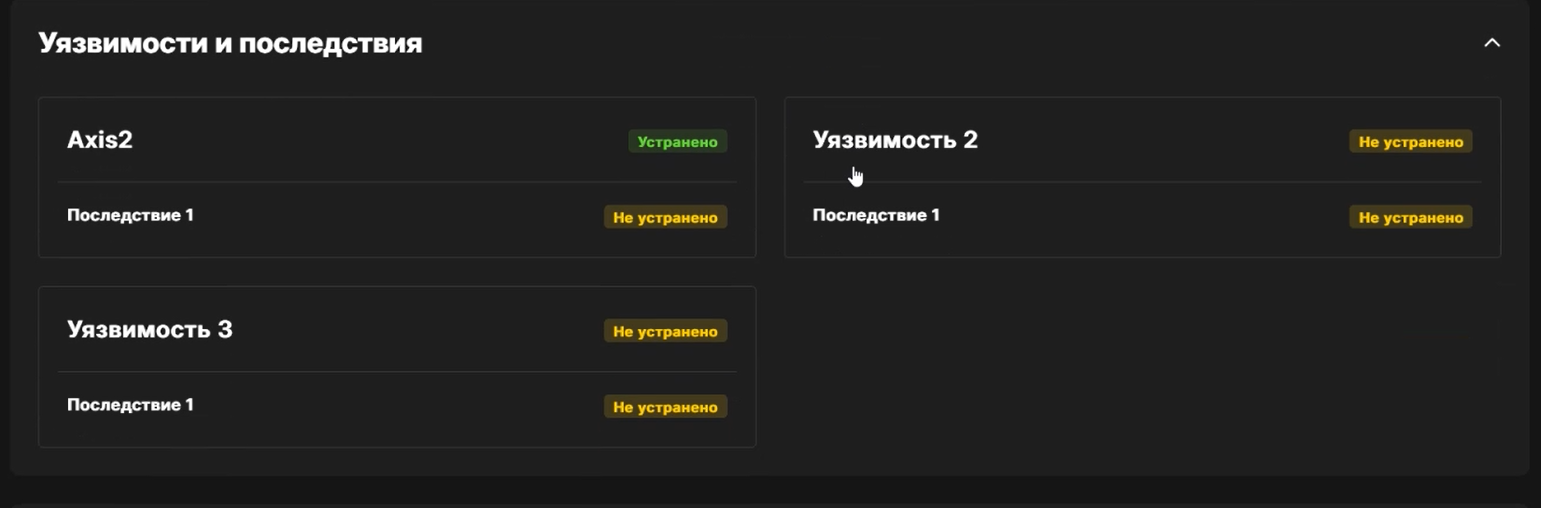 Уязвимости и последствия
Axis2 Устранено
Последствие 1 Не устранено
Уязвимость 2 Не устранено
Последствие 1 Не устранено
Уязвимость 3 Не устранено
Последствие 1 Не устранено